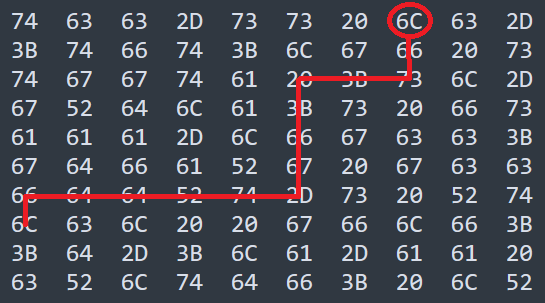 74 63 63 2D 73 73 20 6C 63 2D
3B 74 66 74 3B 6C 67 66 20 73
74 67 67 74 61 20 3B 73 6C 2D
67 52 64 6C 61 3B 73 20 66 73
61 61 61 2D 6C 66 67 63 63 3B
67 64 66 61 52 67 20 67 63 63
66 64 64 52 74 2D 73 20 52 74
6C 63 6C 20 20 67 66 6C 66 3B
3B 64 2D 3B 6C 61 2D 61 61 20
63 52 6C 74 64 66 3B 20 6C 52